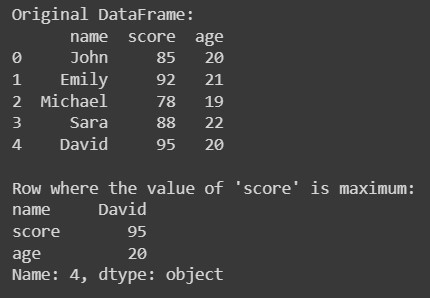 Original DataFrame:
      name  score  age
0     John     85   20
1    Emily     92   21
2  Michael     78   19
3     Sara     88   22
4    David     95   20

Row where the value of 'score' is maximum:
name     David
score       95
age         20
Name: 4, dtype: object